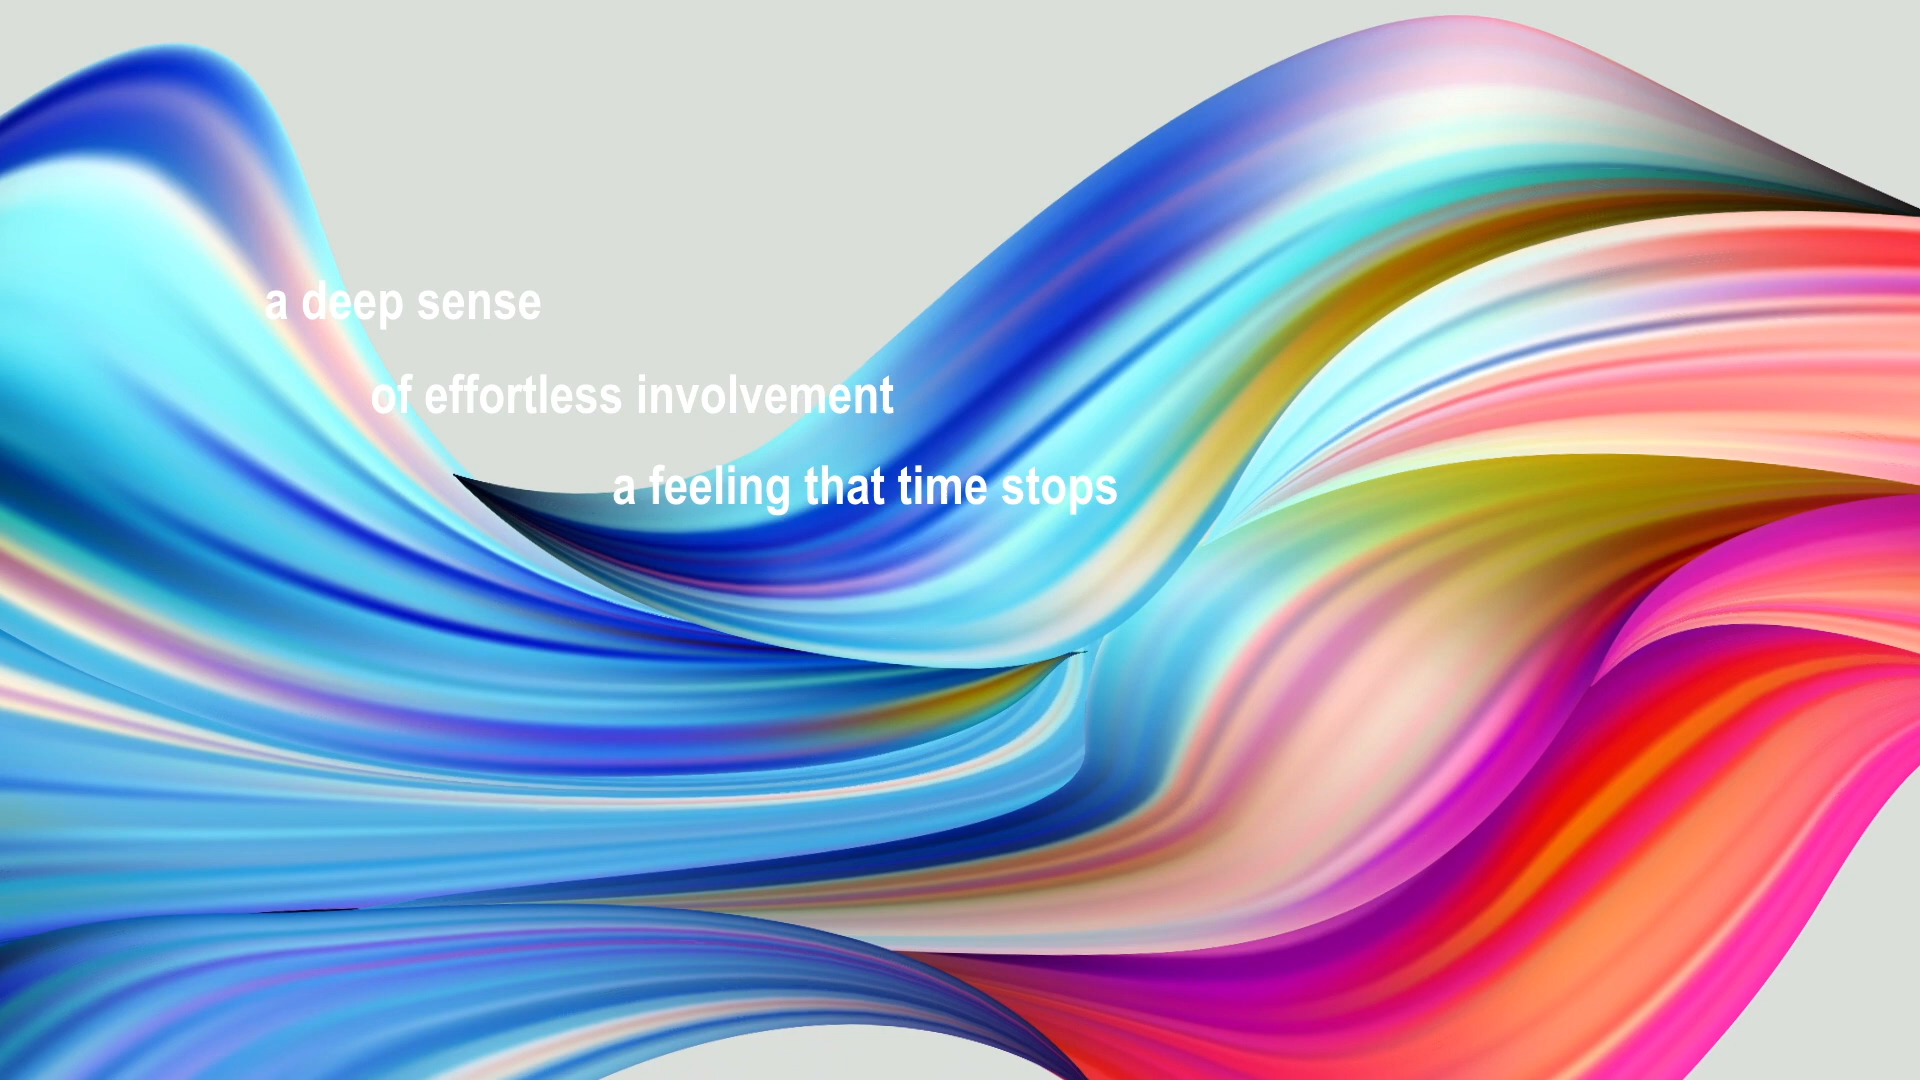 a deep sense
of effortless involvement
a feeling that time stops